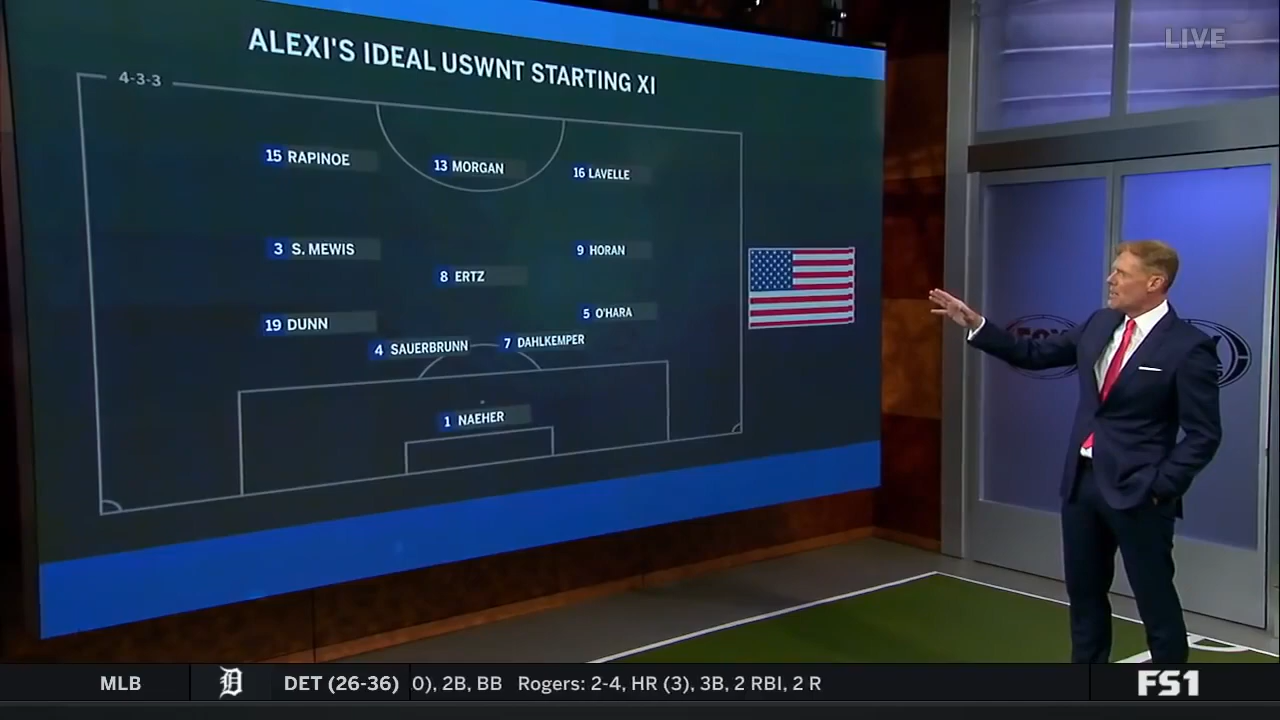 LIVE
ALEXI'S IDEAL USWNT STARTING XI
4-3-3
15 RAPINOE
13 MORGAN
16 LAVELLE
3 S. MEWIS
8 ERTZ
9 HORAN
19 DUNN
4 SAUERBRUNN
7 DAHLKEMPER
5 O'HARA
1 NAEHER
MLB
DET (26-36)
0), 2B, BB Rogers: 2-4, HR (3), 3B, 2 RBI, 2 R
FS1